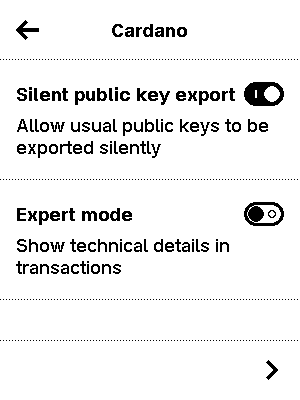 Cardano
Silent public key export
Allow usual public keys to be
exported silently
Expert mode
Show technical details in
transactions